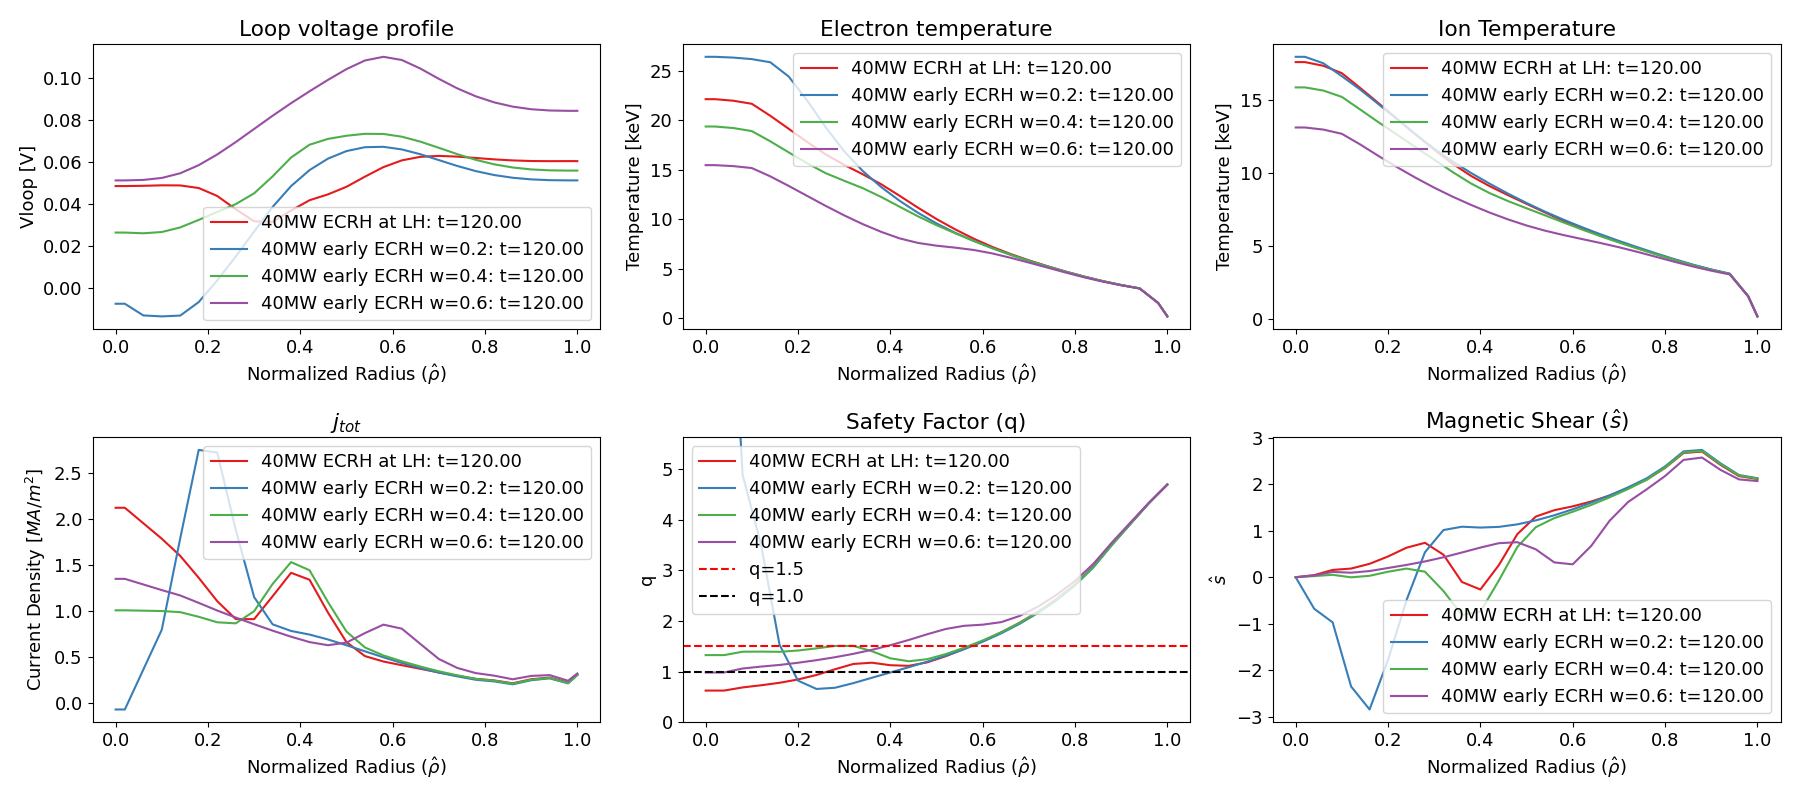 Loop voltage profile
Vloop [V]
0.10
0.08
0.06
0.04
0.02
0.00
40MW ECRH at LH: t=120.00
40MW early ECRH w=0.2: t=120.00
40MW early ECRH w=0.4: t=120.00
40MW early ECRH w=0.6: t=120.00
0.0 0.2 0.4 0.6 0.8 1.0
Normalized Radius (ρ̂)
Electron temperature
Temperature [keV]
25
20
15
10
5
0
40MW ECRH at LH: t=120.00
40MW early ECRH w=0.2: t=120.00
40MW early ECRH w=0.4: t=120.00
40MW early ECRH w=0.6: t=120.00
0.0 0.2 0.4 0.6 0.8 1.0
Normalized Radius (ρ̂)
Ion Temperature
Temperature [keV]
15
10
5
0
40MW ECRH at LH: t=120.00
40MW early ECRH w=0.2: t=120.00
40MW early ECRH w=0.4: t=120.00
40MW early ECRH w=0.6: t=120.00
0.0 0.2 0.4 0.6 0.8 1.0
Normalized Radius (ρ̂)
j_tot
Current Density [MA/m²]
2.5
2.0
1.5
1.0
0.5
0.0
40MW ECRH at LH: t=120.00
40MW early ECRH w=0.2: t=120.00
40MW early ECRH w=0.4: t=120.00
40MW early ECRH w=0.6: t=120.00
0.0 0.2 0.4 0.6 0.8 1.0
Normalized Radius (ρ̂)
Safety Factor (q)
q
5
4
3
2
1
0
40MW ECRH at LH: t=120.00
40MW early ECRH w=0.2: t=120.00
40MW early ECRH w=0.4: t=120.00
40MW early ECRH w=0.6: t=120.00
q=1.5
q=1.0
0.0 0.2 0.4 0.6 0.8 1.0
Normalized Radius (ρ̂)
Magnetic Shear (ŝ)
ŝ
3
2
1
0
−1
−2
−3
40MW ECRH at LH: t=120.00
40MW early ECRH w=0.2: t=120.00
40MW early ECRH w=0.4: t=120.00
40MW early ECRH w=0.6: t=120.00
0.0 0.2 0.4 0.6 0.8 1.0
Normalized Radius (ρ̂)